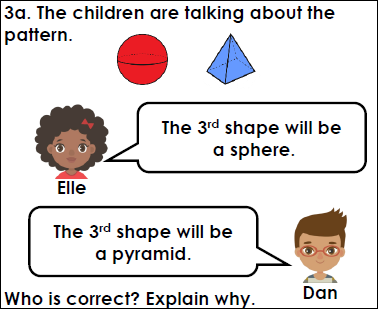 3a. The children are talking about the
pattern.
The 3rd shape will be
a sphere.
Elle
The 3rd shape will be
a pyramid.
Dan
Who is correct? Explain why.